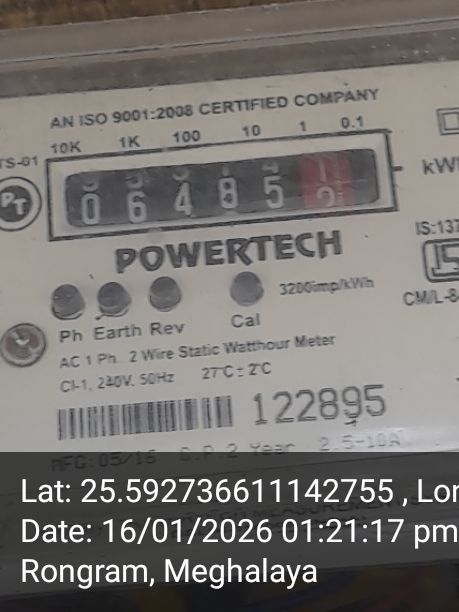 AN ISO 9001:2008 CERTIFIED COMPANY
10K 1K 100 10 1 0.1
TS-01
kW
PT
0 6 4 8 5
IS:137
POWERTECH
3200imp/kWh
CM/L-8
Ph Earth Rev Cal
AC 1 Ph. 2 Wire Static Watthour Meter
Cl-1, 240V, 50Hz 27°C±2°C
122895
MFG:05/16 G.P 2 Year 2.5-10A
Lat: 25.592736611142755 , Lon
Date: 16/01/2026 01:21:17 pm
Rongram, Meghalaya